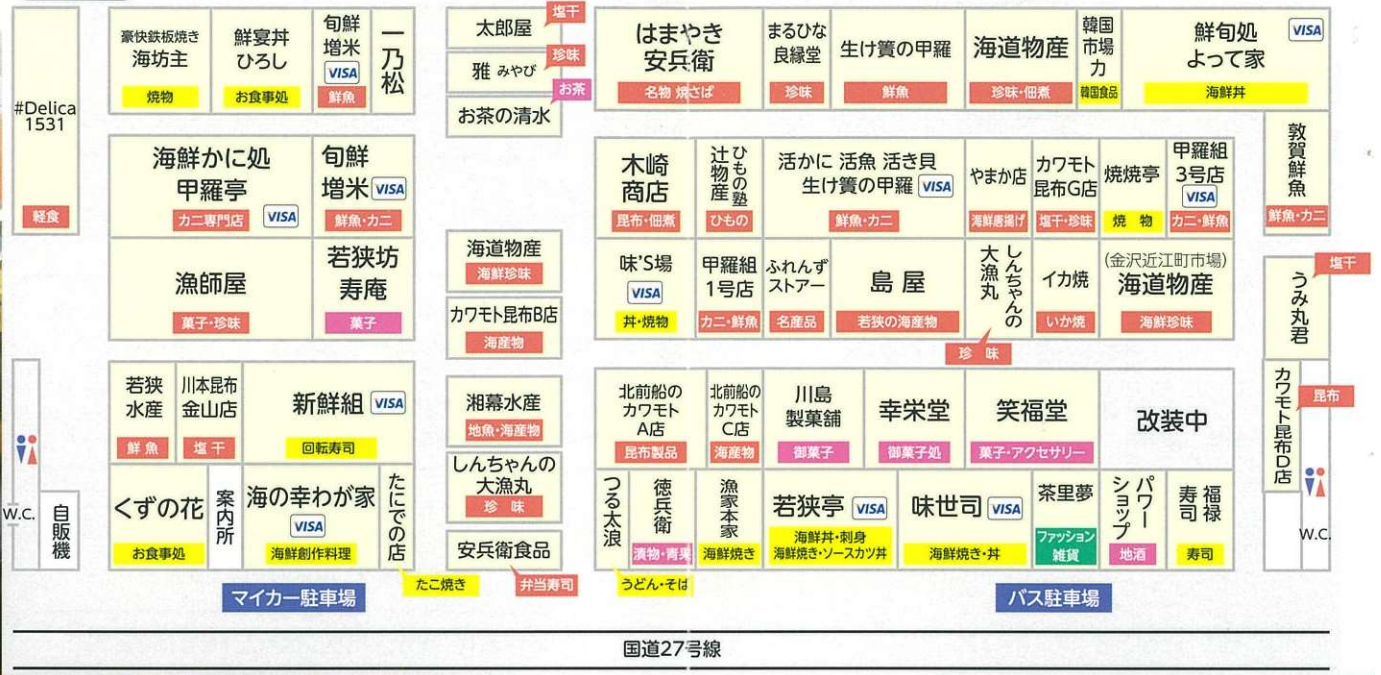 #Delica
1531
軽食
豪快鉄板焼き
海坊主
焼物
鮮宴丼
ひろし
お食事処
旬鮮
増米
VISA
鮮魚
一乃松
太郎屋
塩干
雅 みやび
珍味
お茶の清水
お茶
はまやき
安兵衛
名物 焼さば
まるひな
良縁堂
珍味
生け簀の甲羅
鮮魚
海道物産
珍味・佃煮
韓国
市場
力
韓国食品
鮮旬処
よって家
VISA
海鮮丼
海鮮かに処
甲羅亭
カニ専門店
VISA
旬鮮
増米 VISA
鮮魚・カニ
木崎
商店
昆布・佃煮
ひもの塾
辻物産
ひもの
活かに 活魚 活き貝
生け簀の甲羅 VISA
鮮魚・カニ
やまか店
海鮮唐揚げ
カワモト
昆布G店
塩干・珍味
焼焼亭
焼 物
甲羅組
3号店
VISA
カニ・鮮魚
敦賀鮮魚
鮮魚・カニ
漁師屋
菓子・珍味
若狭坊
寿庵
菓子
海道物産
海鮮珍味
カワモト昆布B店
海産物
味'S場
VISA
丼・焼物
甲羅組
1号店
カニ・鮮魚
ふれんず
ストアー
名産品
島屋
若狭の海産物
しんちゃんの
大漁丸
珍 味
イカ焼
いか焼
(金沢近江町市場)
海道物産
海鮮珍味
うみ丸君
塩干
若狭
水産
鮮 魚
川本昆布
金山店
塩 干
新鮮組 VISA
回転寿司
湘幕水産
地魚・海産物
北前船の
カワモト
A店
昆布製品
北前船の
カワモト
C店
海産物
川島
製菓舗
御菓子
幸栄堂
御菓子処
笑福堂
菓子・アクセサリー
改装中
カワモト昆布D店
昆布
W.C.
自販機
くずの花
お食事処
案内所
海の幸わが家
VISA
海鮮創作料理
たにでの店
たこ焼き
しんちゃんの
大漁丸
珍 味
安兵衛食品
弁当寿司
つる太浪
うどん・そば
徳兵衛
漬物・青果
漁家本家
海鮮焼き
若狭亭 VISA
海鮮丼・刺身
海鮮焼き・ソースカツ丼
味世司 VISA
海鮮焼き・丼
茶里夢
ファッション
雑貨
パワー
ショップ
地酒
福禄
寿司
寿司
W.C.
マイカー駐車場
バス駐車場
国道27号線